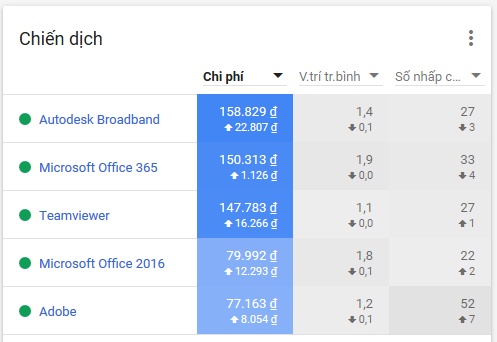 Chiến dịch
Chi phí V.trí tr.bình Số nhấp c...
Autodesk Broadband 158.829 ₫ 1,4 27
22.807 ₫ 0,1 3
Microsoft Office 365 150.313 ₫ 1,9 33
1.126 ₫ 0,0 4
Teamviewer 147.783 ₫ 1,1 27
16.266 ₫ 0,0 1
Microsoft Office 2016 79.992 ₫ 1,8 22
12.293 ₫ 0,1 2
Adobe 77.163 ₫ 1,2 52
8.054 ₫ 0,1 7